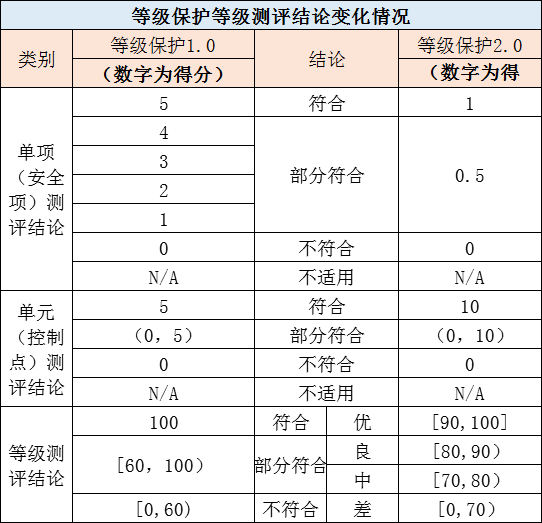 等级保护等级测评结论变化情况
类别 等级保护1.0 结论 等级保护2.0
（数字为得分） （数字为得
单项
（安全
项）测
评结论
5 符合 1
4
3
2
1
部分符合 0.5
0 不符合 0
N/A 不适用 N/A
单元
（控制
点）测
评结论
5 符合 10
（0，5） 部分符合 （0，10）
0 不符合 0
N/A 不适用 N/A
等级测
评结论
100 符合 优 [90,100]
[60，100） 部分符合 良 [80,90）
中 [70,80）
[0,60) 不符合 差 [0,70）